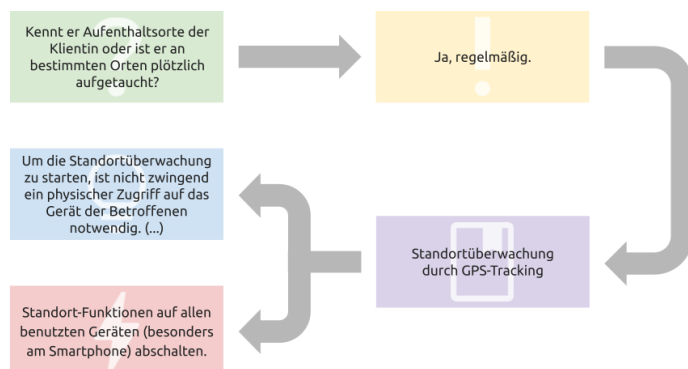 Kennt er Aufenthaltsorte der
Klientin oder ist er an
bestimmten Orten plötzlich
aufgetaucht?
Ja, regelmäßig.
Um die Standortüberwachung
zu starten, ist nicht zwingend
ein physischer Zugriff auf das
Gerät der Betroffenen
notwendig. (...)
Standortüberwachung
durch GPS-Tracking
Standort-Funktionen auf allen
benutzten Geräten (besonders
am Smartphone) abschalten.